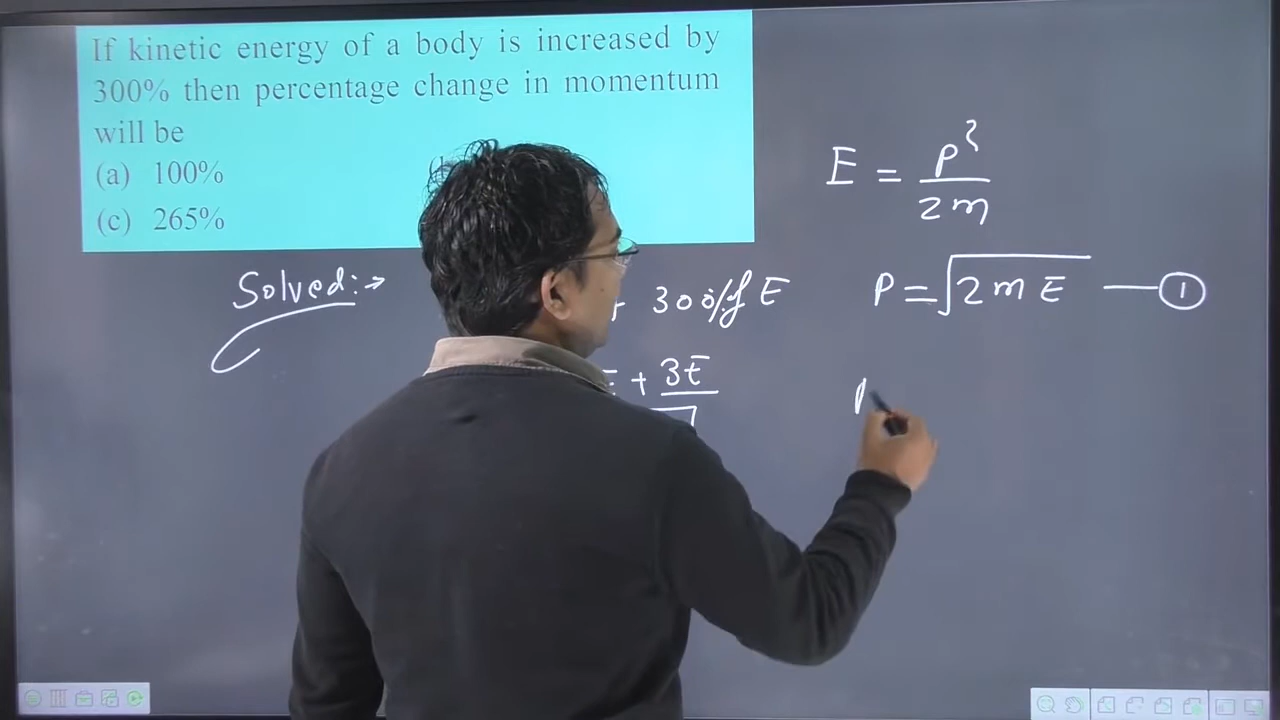 If kinetic energy of a body is increased by
300% then percentage change in momentum
will be
(a) 100%
(c) 265%
Solved:→
+ 300% of E
+ 3E
E = P²/2m
P = √2mE —①